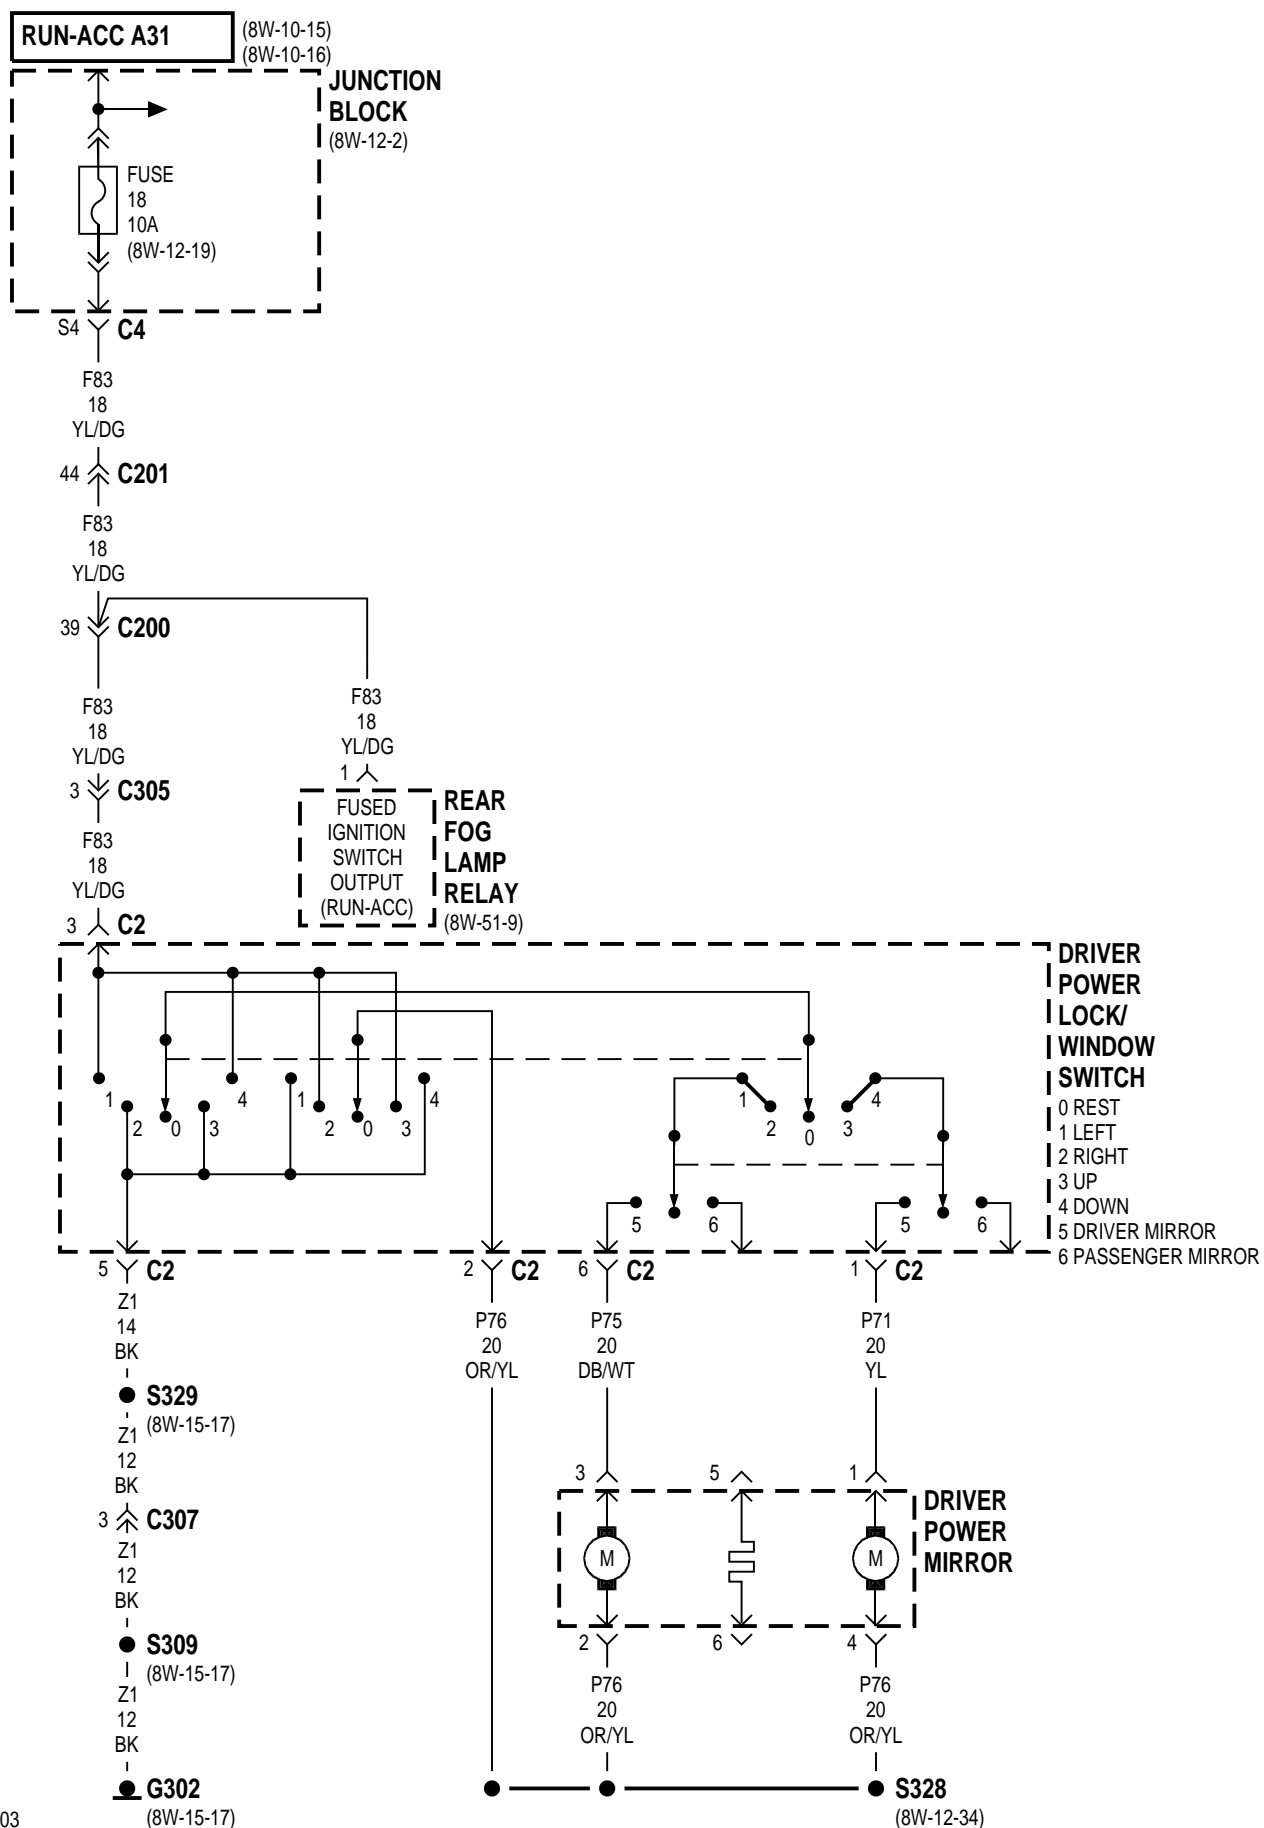 RUN-ACC A31
(8W-10-15)
(8W-10-16)
JUNCTION
BLOCK
(8W-12-2)
FUSE
18
10A
(8W-12-19)
S4
C4
F83
18
YL/DG
44
C201
F83
18
YL/DG
39
C200
F83
18
YL/DG
F83
18
YL/DG
3
C305
1
FUSED
IGNITION
SWITCH
OUTPUT
(RUN-ACC)
REAR
FOG
LAMP
RELAY
(8W-51-9)
F83
18
YL/DG
3
C2
DRIVER
POWER
LOCK/
WINDOW
SWITCH
0 REST
1 LEFT
2 RIGHT
3 UP
4 DOWN
5 DRIVER MIRROR
6 PASSENGER MIRROR
1
2
0
3
4
1
2
0
3
4
1
2
0
3
4
5
6
5
6
5
C2
2
C2
6
C2
1
C2
Z1
14
BK
P76
20
OR/YL
P75
20
DB/WT
P71
20
YL
S329
(8W-15-17)
Z1
12
BK
3
C307
Z1
12
BK
S309
(8W-15-17)
Z1
12
BK
G302
(8W-15-17)
3
5
1
M
M
DRIVER
POWER
MIRROR
2
6
4
P76
20
OR/YL
P76
20
OR/YL
S328
(8W-12-34)
03